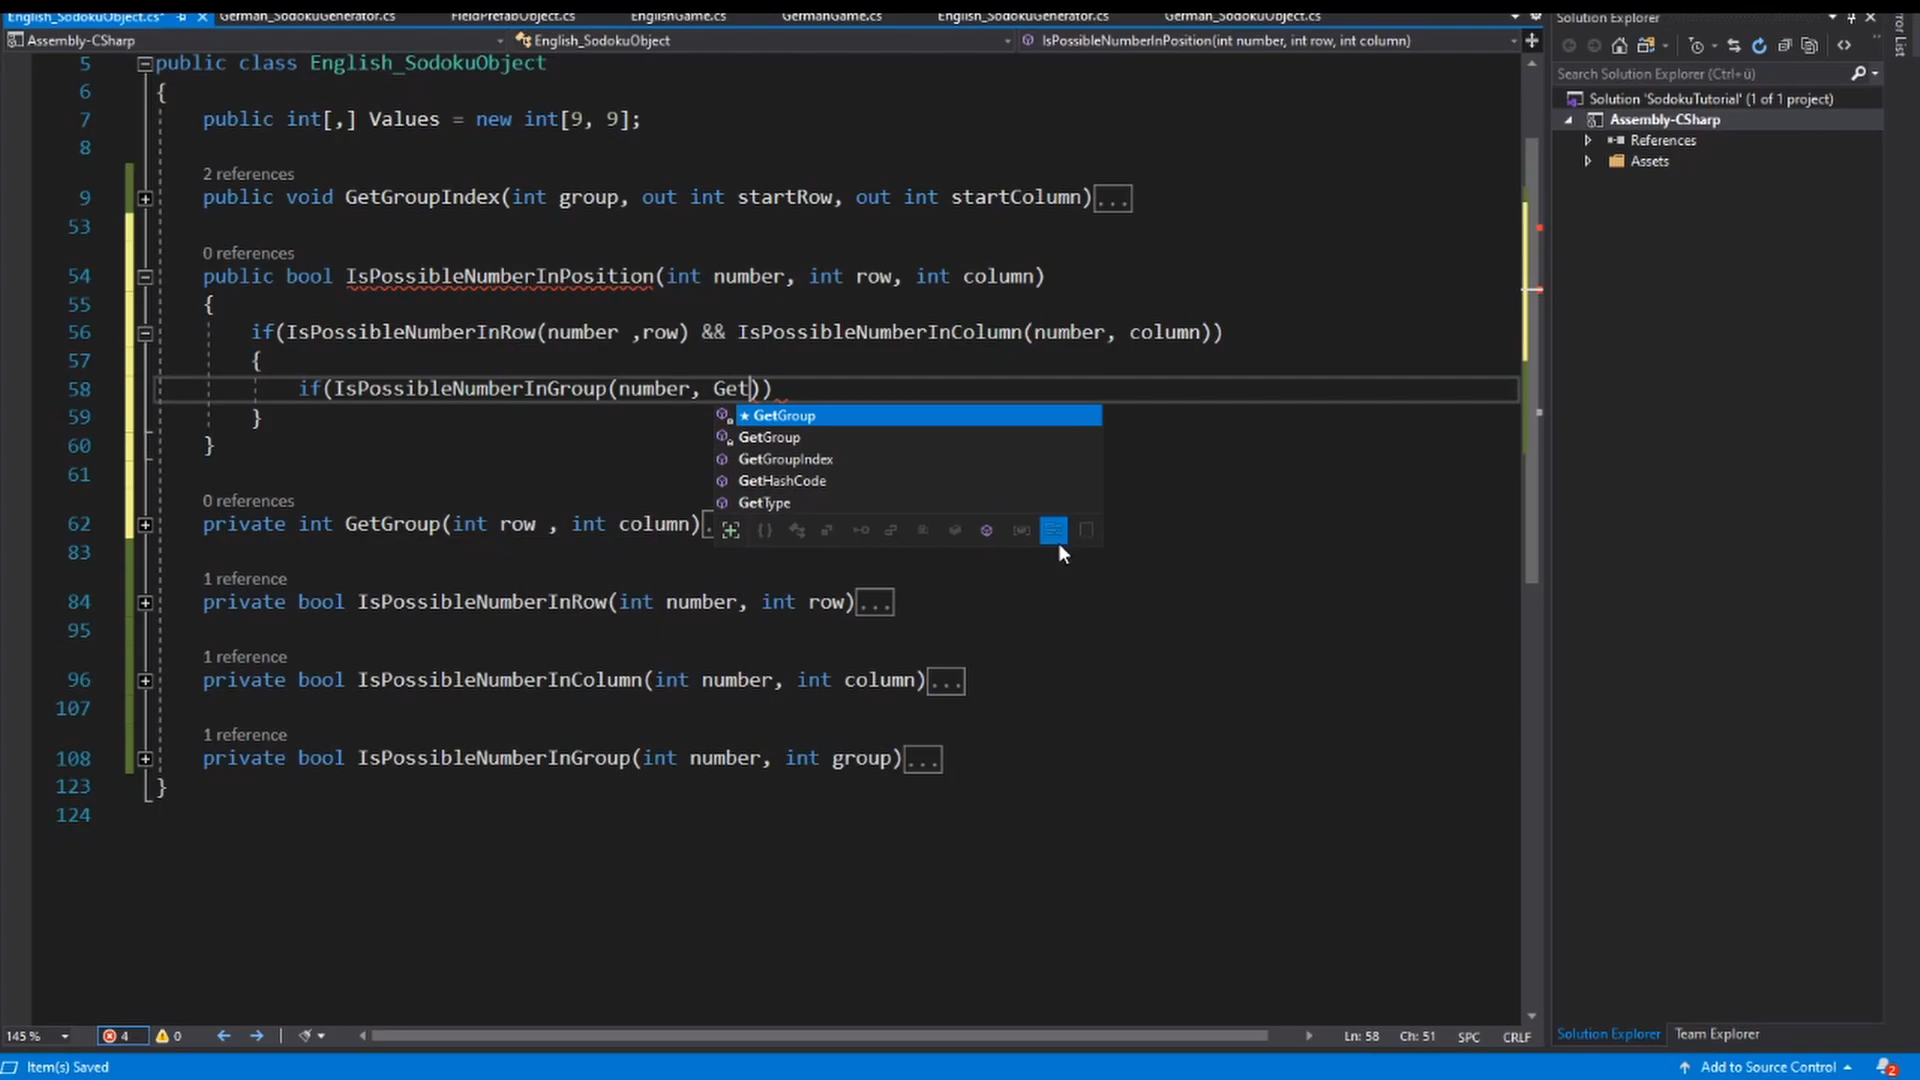 English_SodokuObject.cs* German_SodokuGenerator.cs FieldPrefabObject.cs EnglishGame.cs GermanGame.cs English_SodokuGenerator.cs German_SodokuObject.cs Solution Explorer
Error List
Assembly-CSharp English_SodokuObject IsPossibleNumberInPosition(int number, int row, int column)
Search Solution Explorer (Ctrl+ü)
Solution 'SodokuTutorial' (1 of 1 project)
Assembly-CSharp
References
Assets
5 public class English_SodokuObject
6 {
7 public int[,] Values = new int[9, 9];
8
2 references
9 public void GetGroupIndex(int group, out int startRow, out int startColumn)...
53
0 references
54 public bool IsPossibleNumberInPosition(int number, int row, int column)
55 {
56 if(IsPossibleNumberInRow(number ,row) && IsPossibleNumberInColumn(number, column))
57 {
58 if(IsPossibleNumberInGroup(number, Get))
★ GetGroup
GetGroup
GetGroupIndex
GetHashCode
GetType
59 }
60 }
61
0 references
62 private int GetGroup(int row , int column)
83
1 reference
84 private bool IsPossibleNumberInRow(int number, int row)...
95
1 reference
96 private bool IsPossibleNumberInColumn(int number, int column)...
107
1 reference
108 private bool IsPossibleNumberInGroup(int number, int group)...
123 }
124
145 % 4 0 Ln: 58 Ch: 51 SPC CRLF Solution Explorer Team Explorer
Item(s) Saved Add to Source Control 2